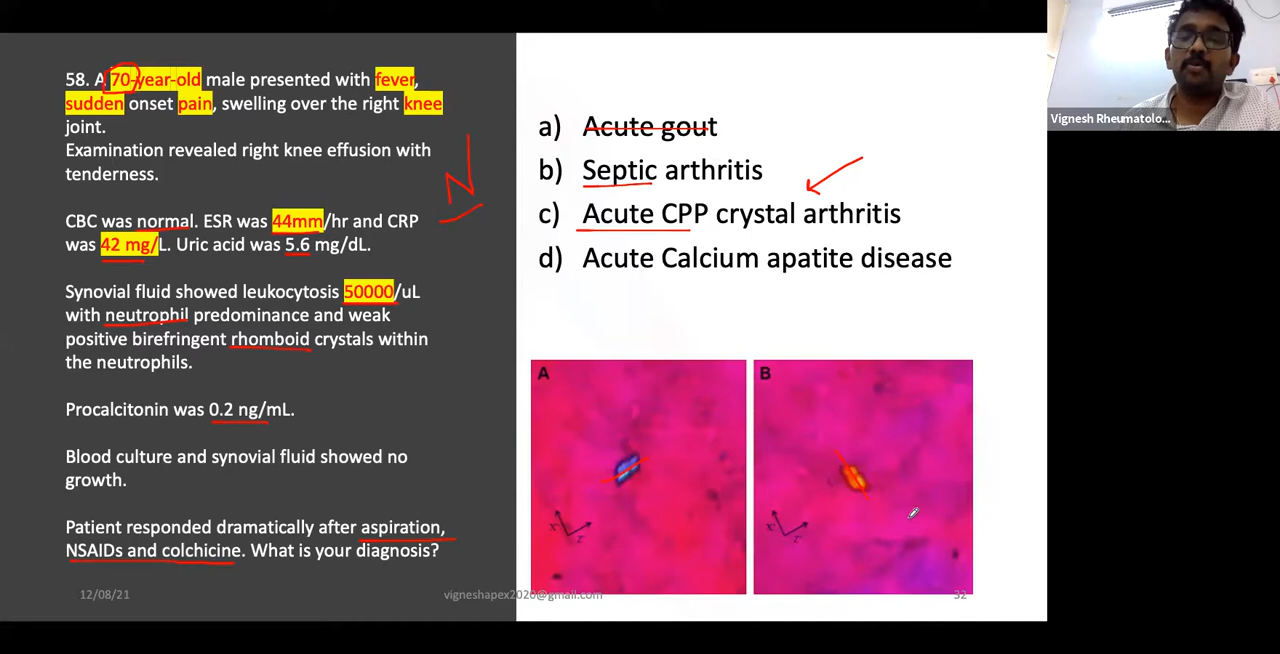 58. A 70-year-old male presented with fever,
sudden onset pain, swelling over the right knee
joint.
Examination revealed right knee effusion with
tenderness.
N
CBC was normal. ESR was 44mm/hr and CRP
was 42 mg/L. Uric acid was 5.6 mg/dL.
Synovial fluid showed leukocytosis 50000/uL
with neutrophil predominance and weak
positive birefringent rhomboid crystals within
the neutrophils.
Procalcitonin was 0.2 ng/mL.
Blood culture and synovial fluid showed no
growth.
Patient responded dramatically after aspiration,
NSAIDs and colchicine. What is your diagnosis?
a) Acute gout
b) Septic arthritis
c) Acute CPP crystal arthritis
d) Acute Calcium apatite disease
A
B
12/08/21
vigneshapex2020@gmail.com
32
Vignesh Rheumatolo...